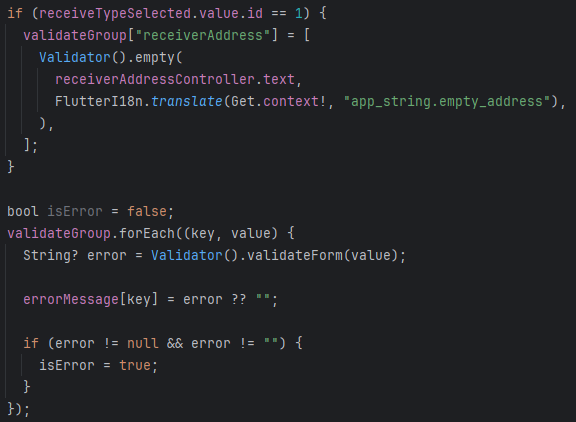 if (receiveTypeSelected.value.id == 1) {
  validateGroup["receiverAddress"] = [
    Validator().empty(
      receiverAddressController.text,
      FlutterI18n.translate(Get.context!, "app_string.empty_address"),
    ),
  ];
}

bool isError = false;
validateGroup.forEach((key, value) {
  String? error = Validator().validateForm(value);

  errorMessage[key] = error ?? "";

  if (error != null && error != "") {
    isError = true;
  }
});